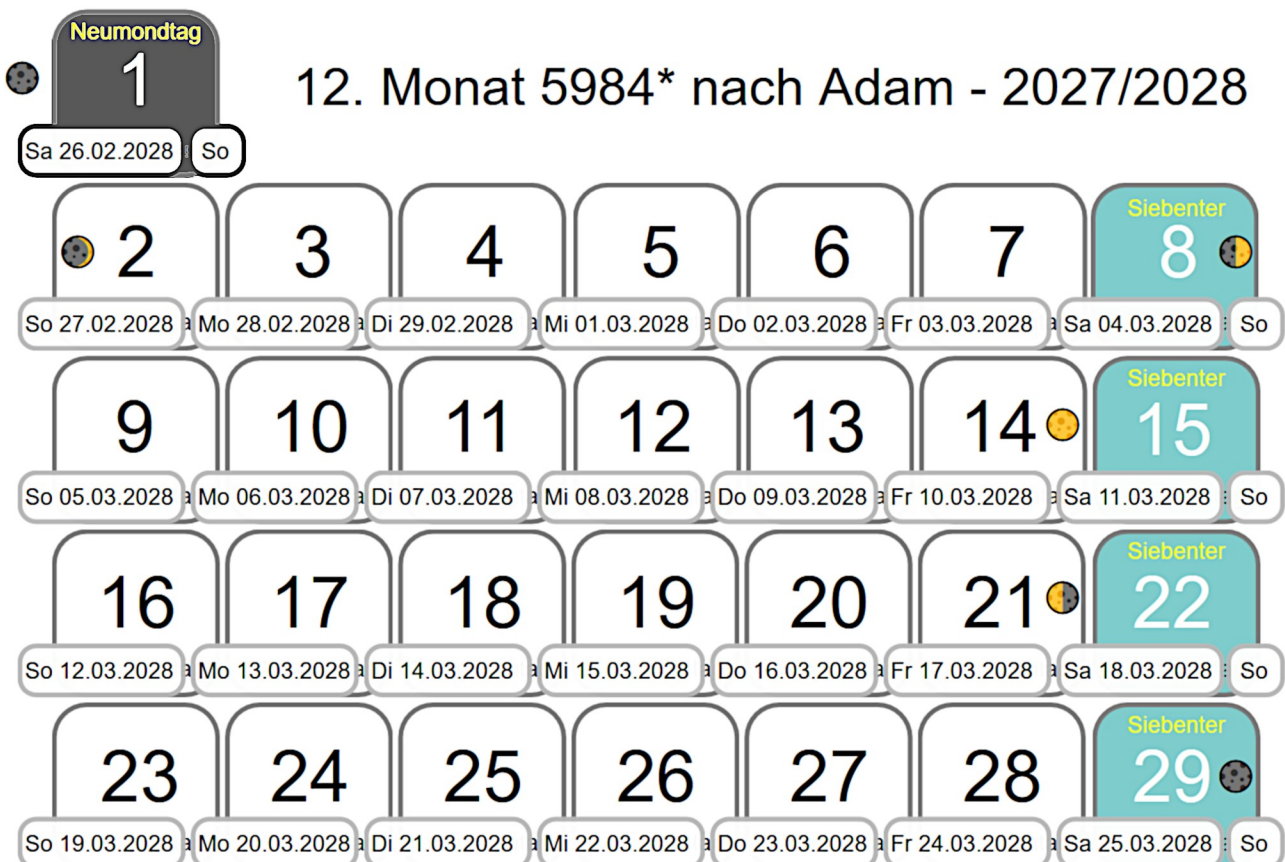 Neumondtag
1
12. Monat 5984* nach Adam - 2027/2028
Sa 26.02.2028 So
2 3 4 5 6 7 Siebenter 8
So 27.02.2028 Mo 28.02.2028 Di 29.02.2028 Mi 01.03.2028 Do 02.03.2028 Fr 03.03.2028 Sa 04.03.2028 So
9 10 11 12 13 14 Siebenter 15
So 05.03.2028 Mo 06.03.2028 Di 07.03.2028 Mi 08.03.2028 Do 09.03.2028 Fr 10.03.2028 Sa 11.03.2028 So
16 17 18 19 20 21 Siebenter 22
So 12.03.2028 Mo 13.03.2028 Di 14.03.2028 Mi 15.03.2028 Do 16.03.2028 Fr 17.03.2028 Sa 18.03.2028 So
23 24 25 26 27 28 Siebenter 29
So 19.03.2028 Mo 20.03.2028 Di 21.03.2028 Mi 22.03.2028 Do 23.03.2028 Fr 24.03.2028 Sa 25.03.2028 So